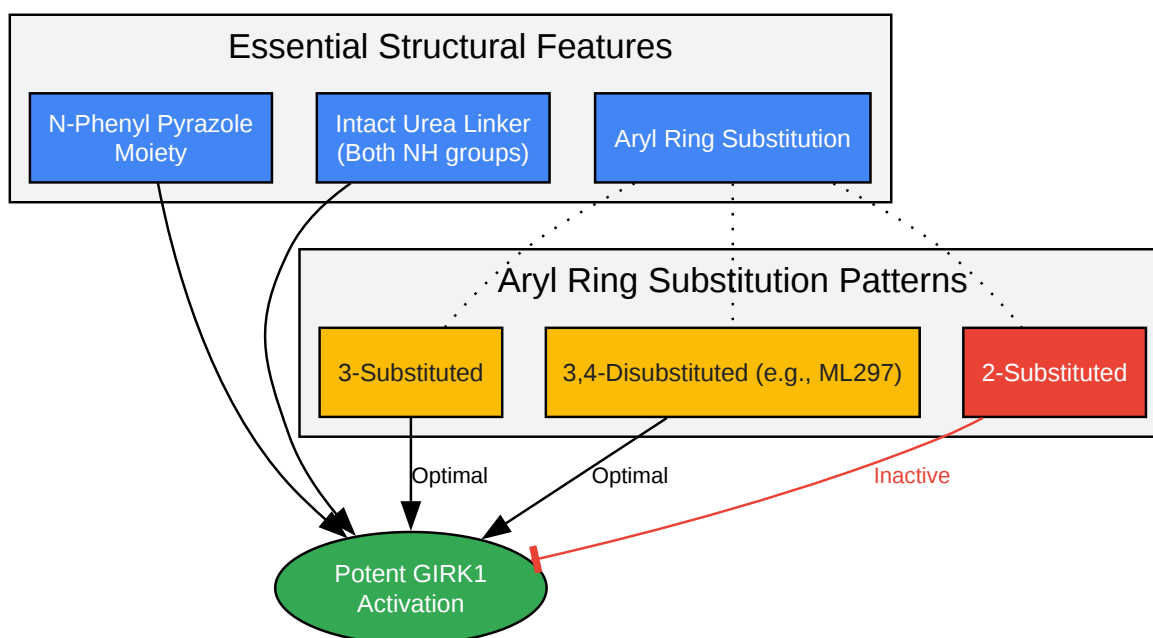 Essential Structural Features
N-Phenyl Pyrazole
Moiety
Intact Urea Linker
(Both NH groups)
Aryl Ring Substitution
Aryl Ring Substitution Patterns
3-Substituted
3,4-Disubstituted (e.g., ML297)
2-Substituted
Optimal
Optimal
Inactive
Potent GIRK1
Activation